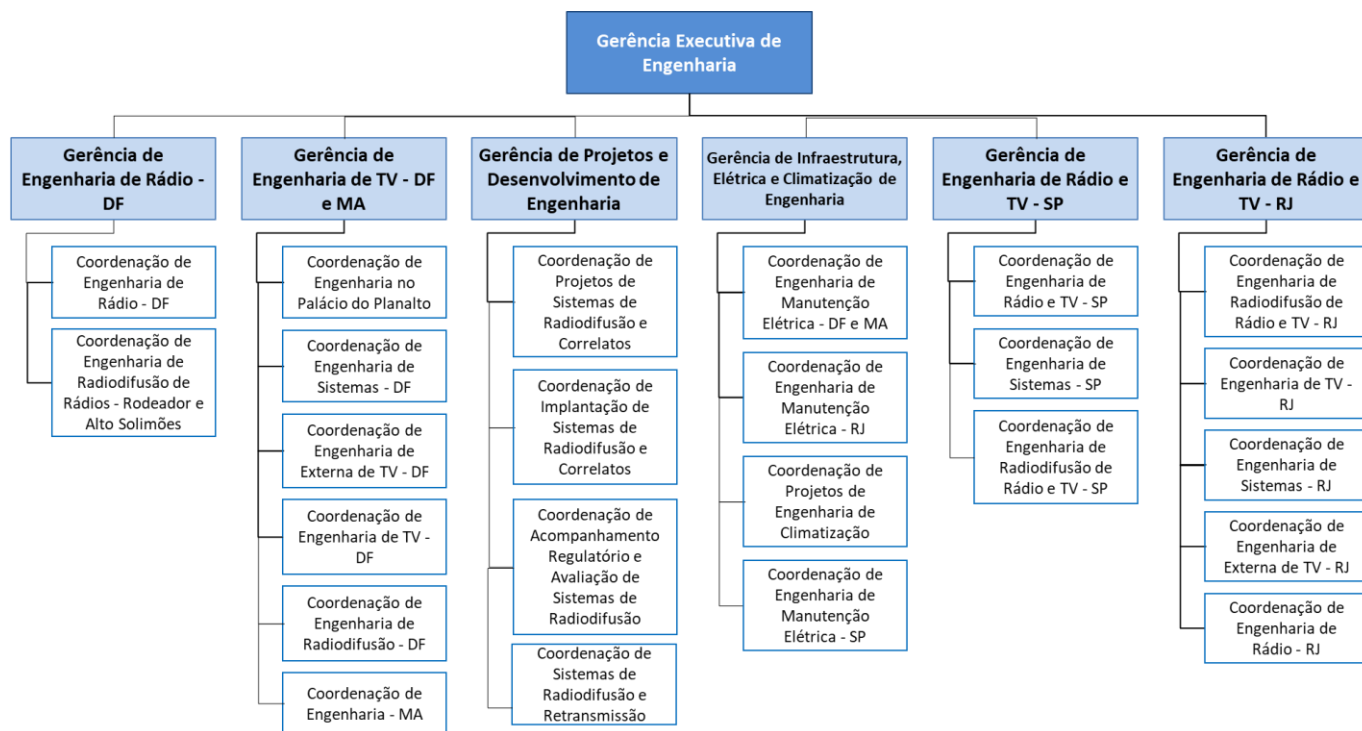 Gerência Executiva de
Engenharia
Gerência de
Engenharia de Rádio -
DF
Coordenação de
Engenharia de
Rádio - DF
Coordenação de
Engenharia de
Radiodifusão de
Rádios - Rodeador e
Alto Solimões
Gerência de
Engenharia de TV - DF
e MA
Coordenação de
Engenharia no
Palácio do Planalto
Coordenação de
Engenharia de
Sistemas - DF
Coordenação de
Engenharia de
Externa de TV - DF
Coordenação de
Engenharia de TV -
DF
Coordenação de
Engenharia de
Radiodifusão - DF
Coordenação de
Engenharia - MA
Gerência de Projetos e
Desenvolvimento de
Engenharia
Coordenação de
Projetos de
Sistemas de
Radiodifusão e
Correlatos
Coordenação de
Implantação de
Sistemas de
Radiodifusão e
Correlatos
Coordenação de
Acompanhamento
Regulatório e
Avaliação de
Sistemas de
Radiodifusão
Coordenação de
Sistemas de
Radiodifusão e
Retransmissão
Gerência de Infraestrutura,
Elétrica e Climatização de
Engenharia
Coordenação de
Engenharia de
Manutenção
Elétrica - DF e MA
Coordenação de
Engenharia de
Manutenção
Elétrica - RJ
Coordenação de
Projetos de
Engenharia de
Climatização
Coordenação de
Engenharia de
Manutenção
Elétrica - SP
Gerência de
Engenharia de Rádio e
TV - SP
Coordenação de
Engenharia de
Rádio e TV - SP
Coordenação de
Engenharia de
Sistemas - SP
Coordenação de
Engenharia de
Radiodifusão de
Rádio e TV - SP
Gerência de
Engenharia de Rádio e
TV - RJ
Coordenação de
Engenharia de
Radiodifusão de
Rádio e TV - RJ
Coordenação de
Engenharia de TV -
RJ
Coordenação de
Engenharia de
Sistemas - RJ
Coordenação de
Engenharia de
Externa de TV - RJ
Coordenação de
Engenharia de
Rádio - RJ